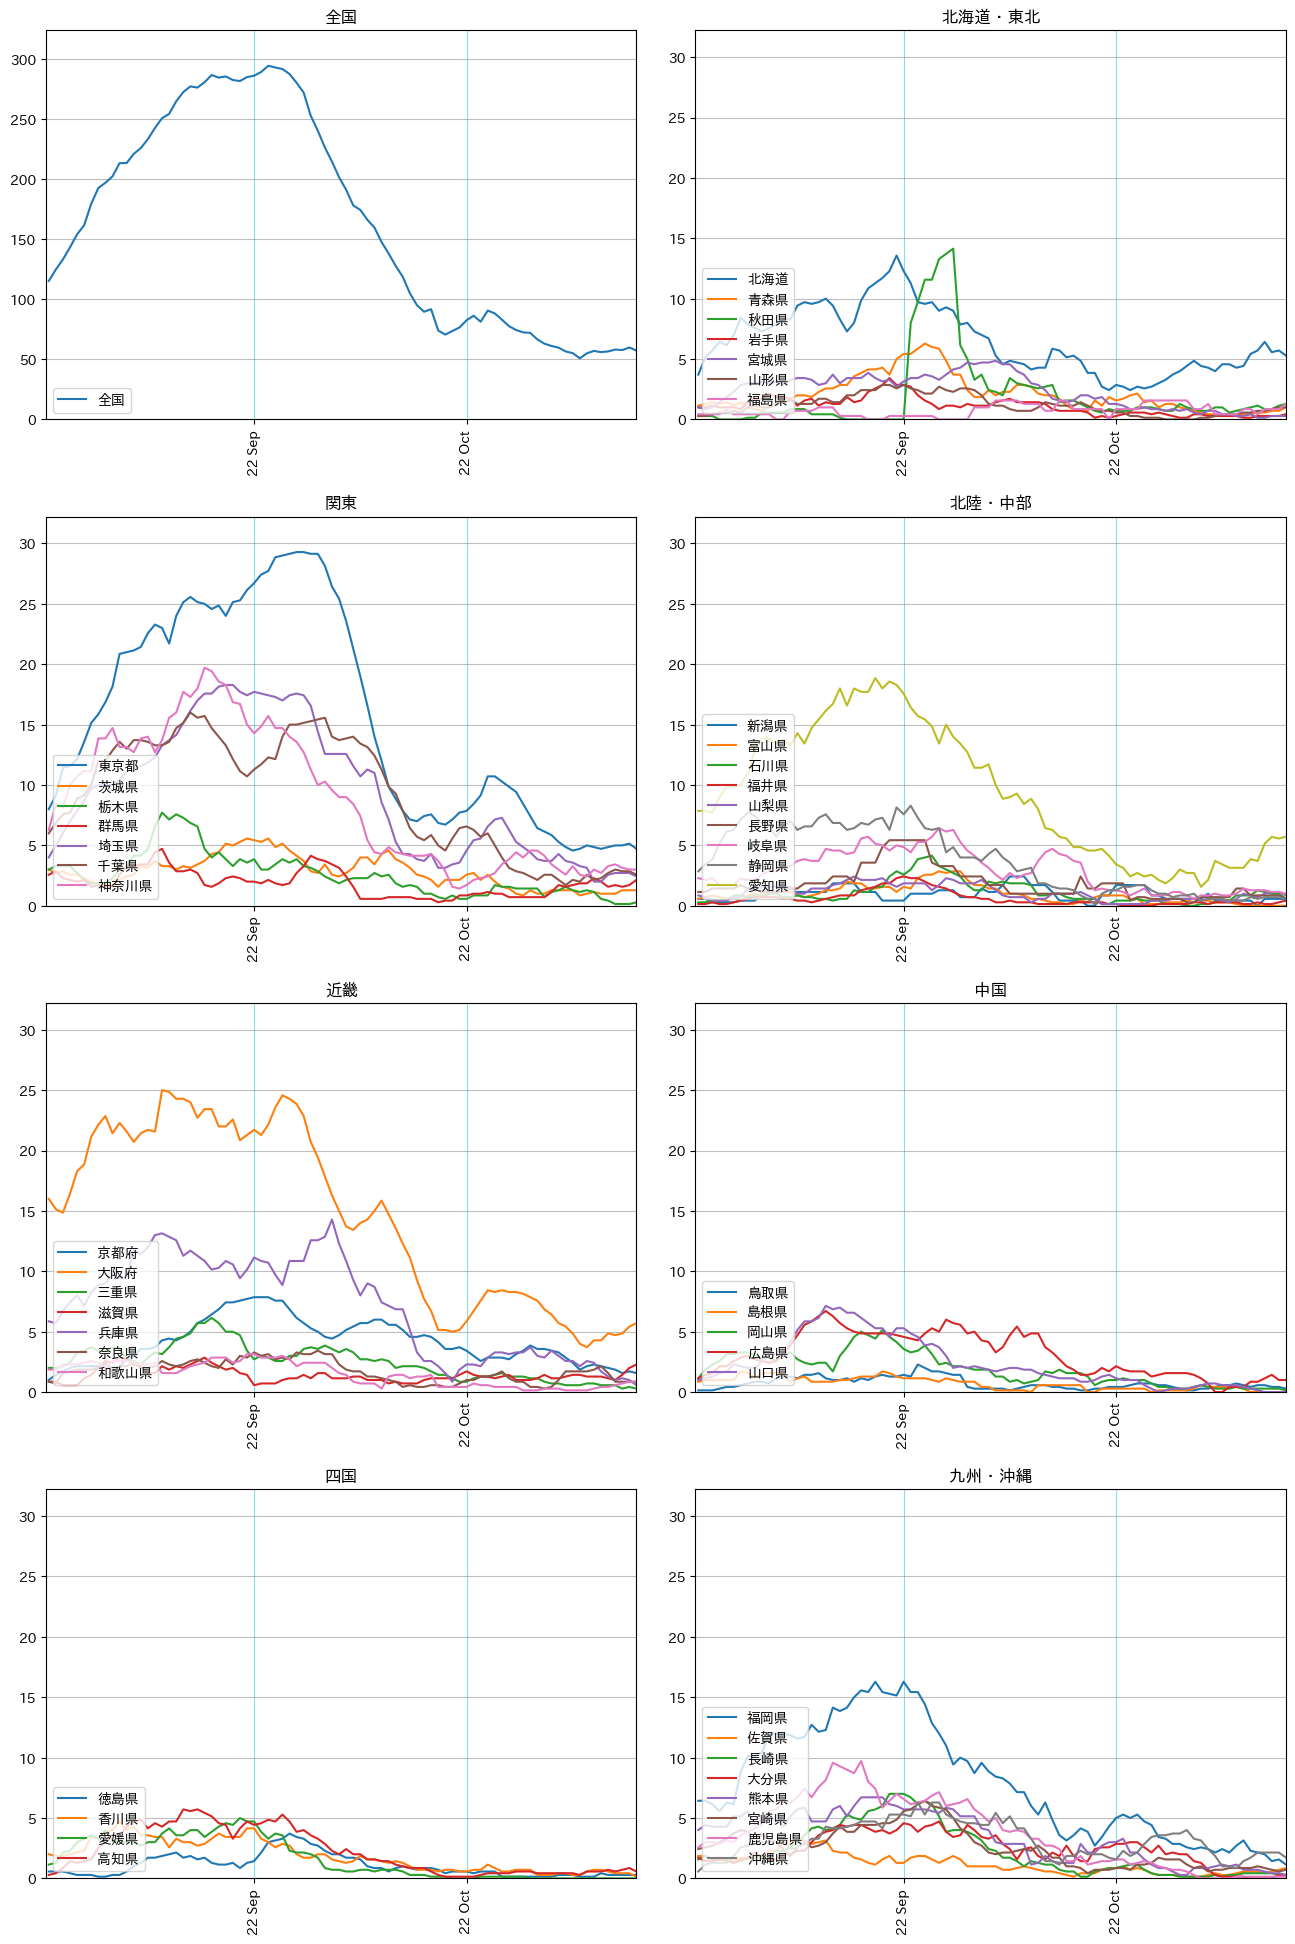 全国
300
250
200
150
100
50
0
全国
22 Sep
22 Oct
北海道・東北
30
25
20
15
10
5
0
北海道
青森県
秋田県
岩手県
宮城県
山形県
福島県
22 Sep
22 Oct
関東
30
25
20
15
10
5
0
東京都
茨城県
栃木県
群馬県
埼玉県
千葉県
神奈川県
22 Sep
22 Oct
北陸・中部
30
25
20
15
10
5
0
新潟県
富山県
石川県
福井県
山梨県
長野県
岐阜県
静岡県
愛知県
22 Sep
22 Oct
近畿
30
25
20
15
10
5
0
京都府
大阪府
三重県
滋賀県
兵庫県
奈良県
和歌山県
22 Sep
22 Oct
中国
30
25
20
15
10
5
0
鳥取県
島根県
岡山県
広島県
山口県
22 Sep
22 Oct
四国
30
25
20
15
10
5
0
徳島県
香川県
愛媛県
高知県
22 Sep
22 Oct
九州・沖縄
30
25
20
15
10
5
0
福岡県
佐賀県
長崎県
大分県
熊本県
宮崎県
鹿児島県
沖縄県
22 Sep
22 Oct